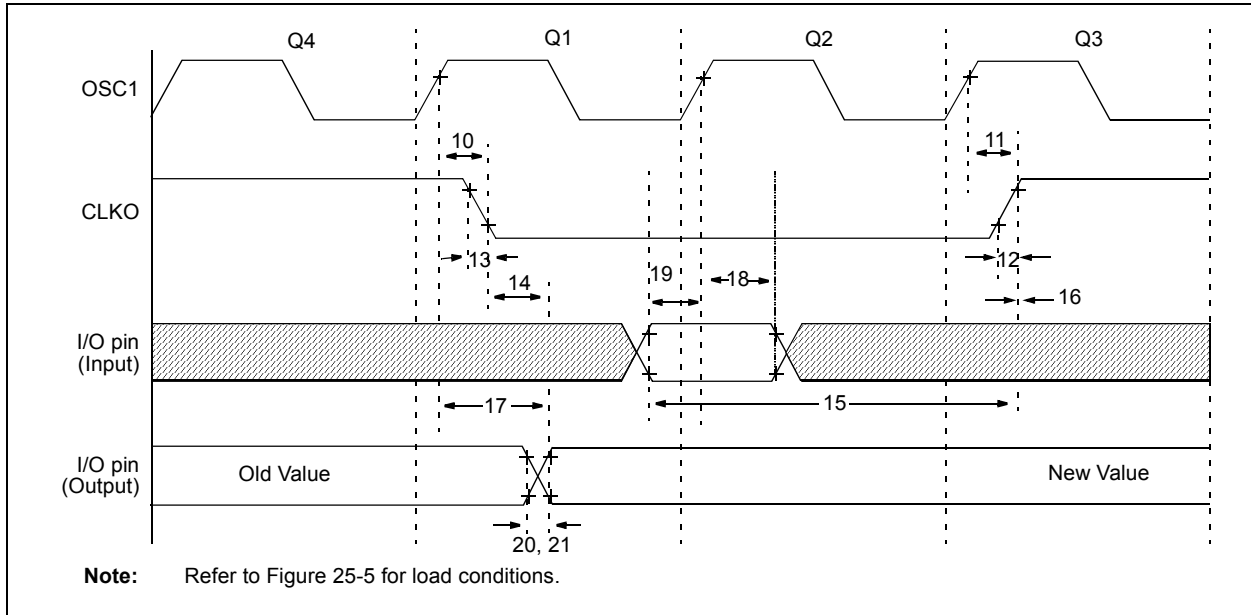 Q4 Q1 Q2 Q3
OSC1
10 11
CLKO
13 12
14 19 18 16
I/O pin
(Input)
17 15
I/O pin
(Output)
Old Value New Value
20, 21
Note: Refer to Figure 25-5 for load conditions.